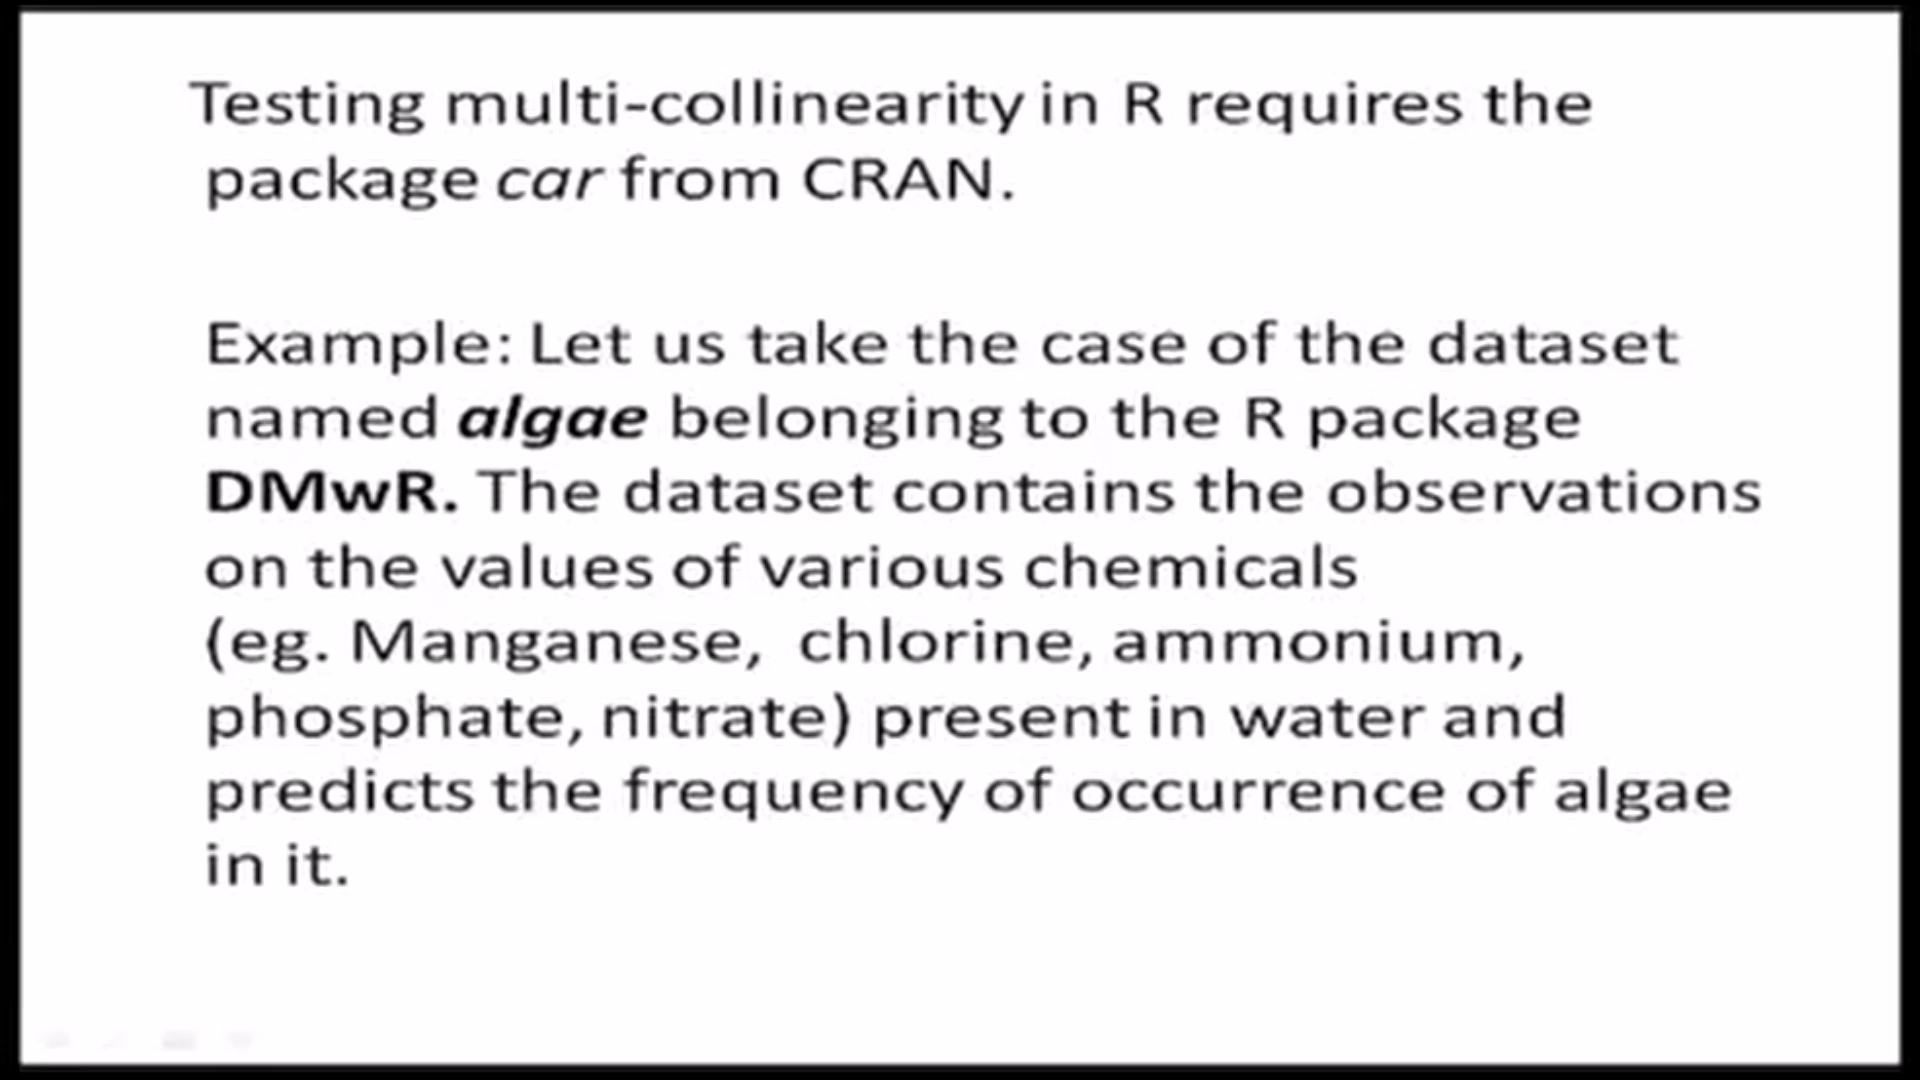 Testing multi-collinearity in R requires the
package car from CRAN.
Example: Let us take the case of the dataset
named algae belonging to the R package
DMwR. The dataset contains the observations
on the values of various chemicals
(eg. Manganese, chlorine, ammonium,
phosphate, nitrate) present in water and
predicts the frequency of occurrence of algae
in it.